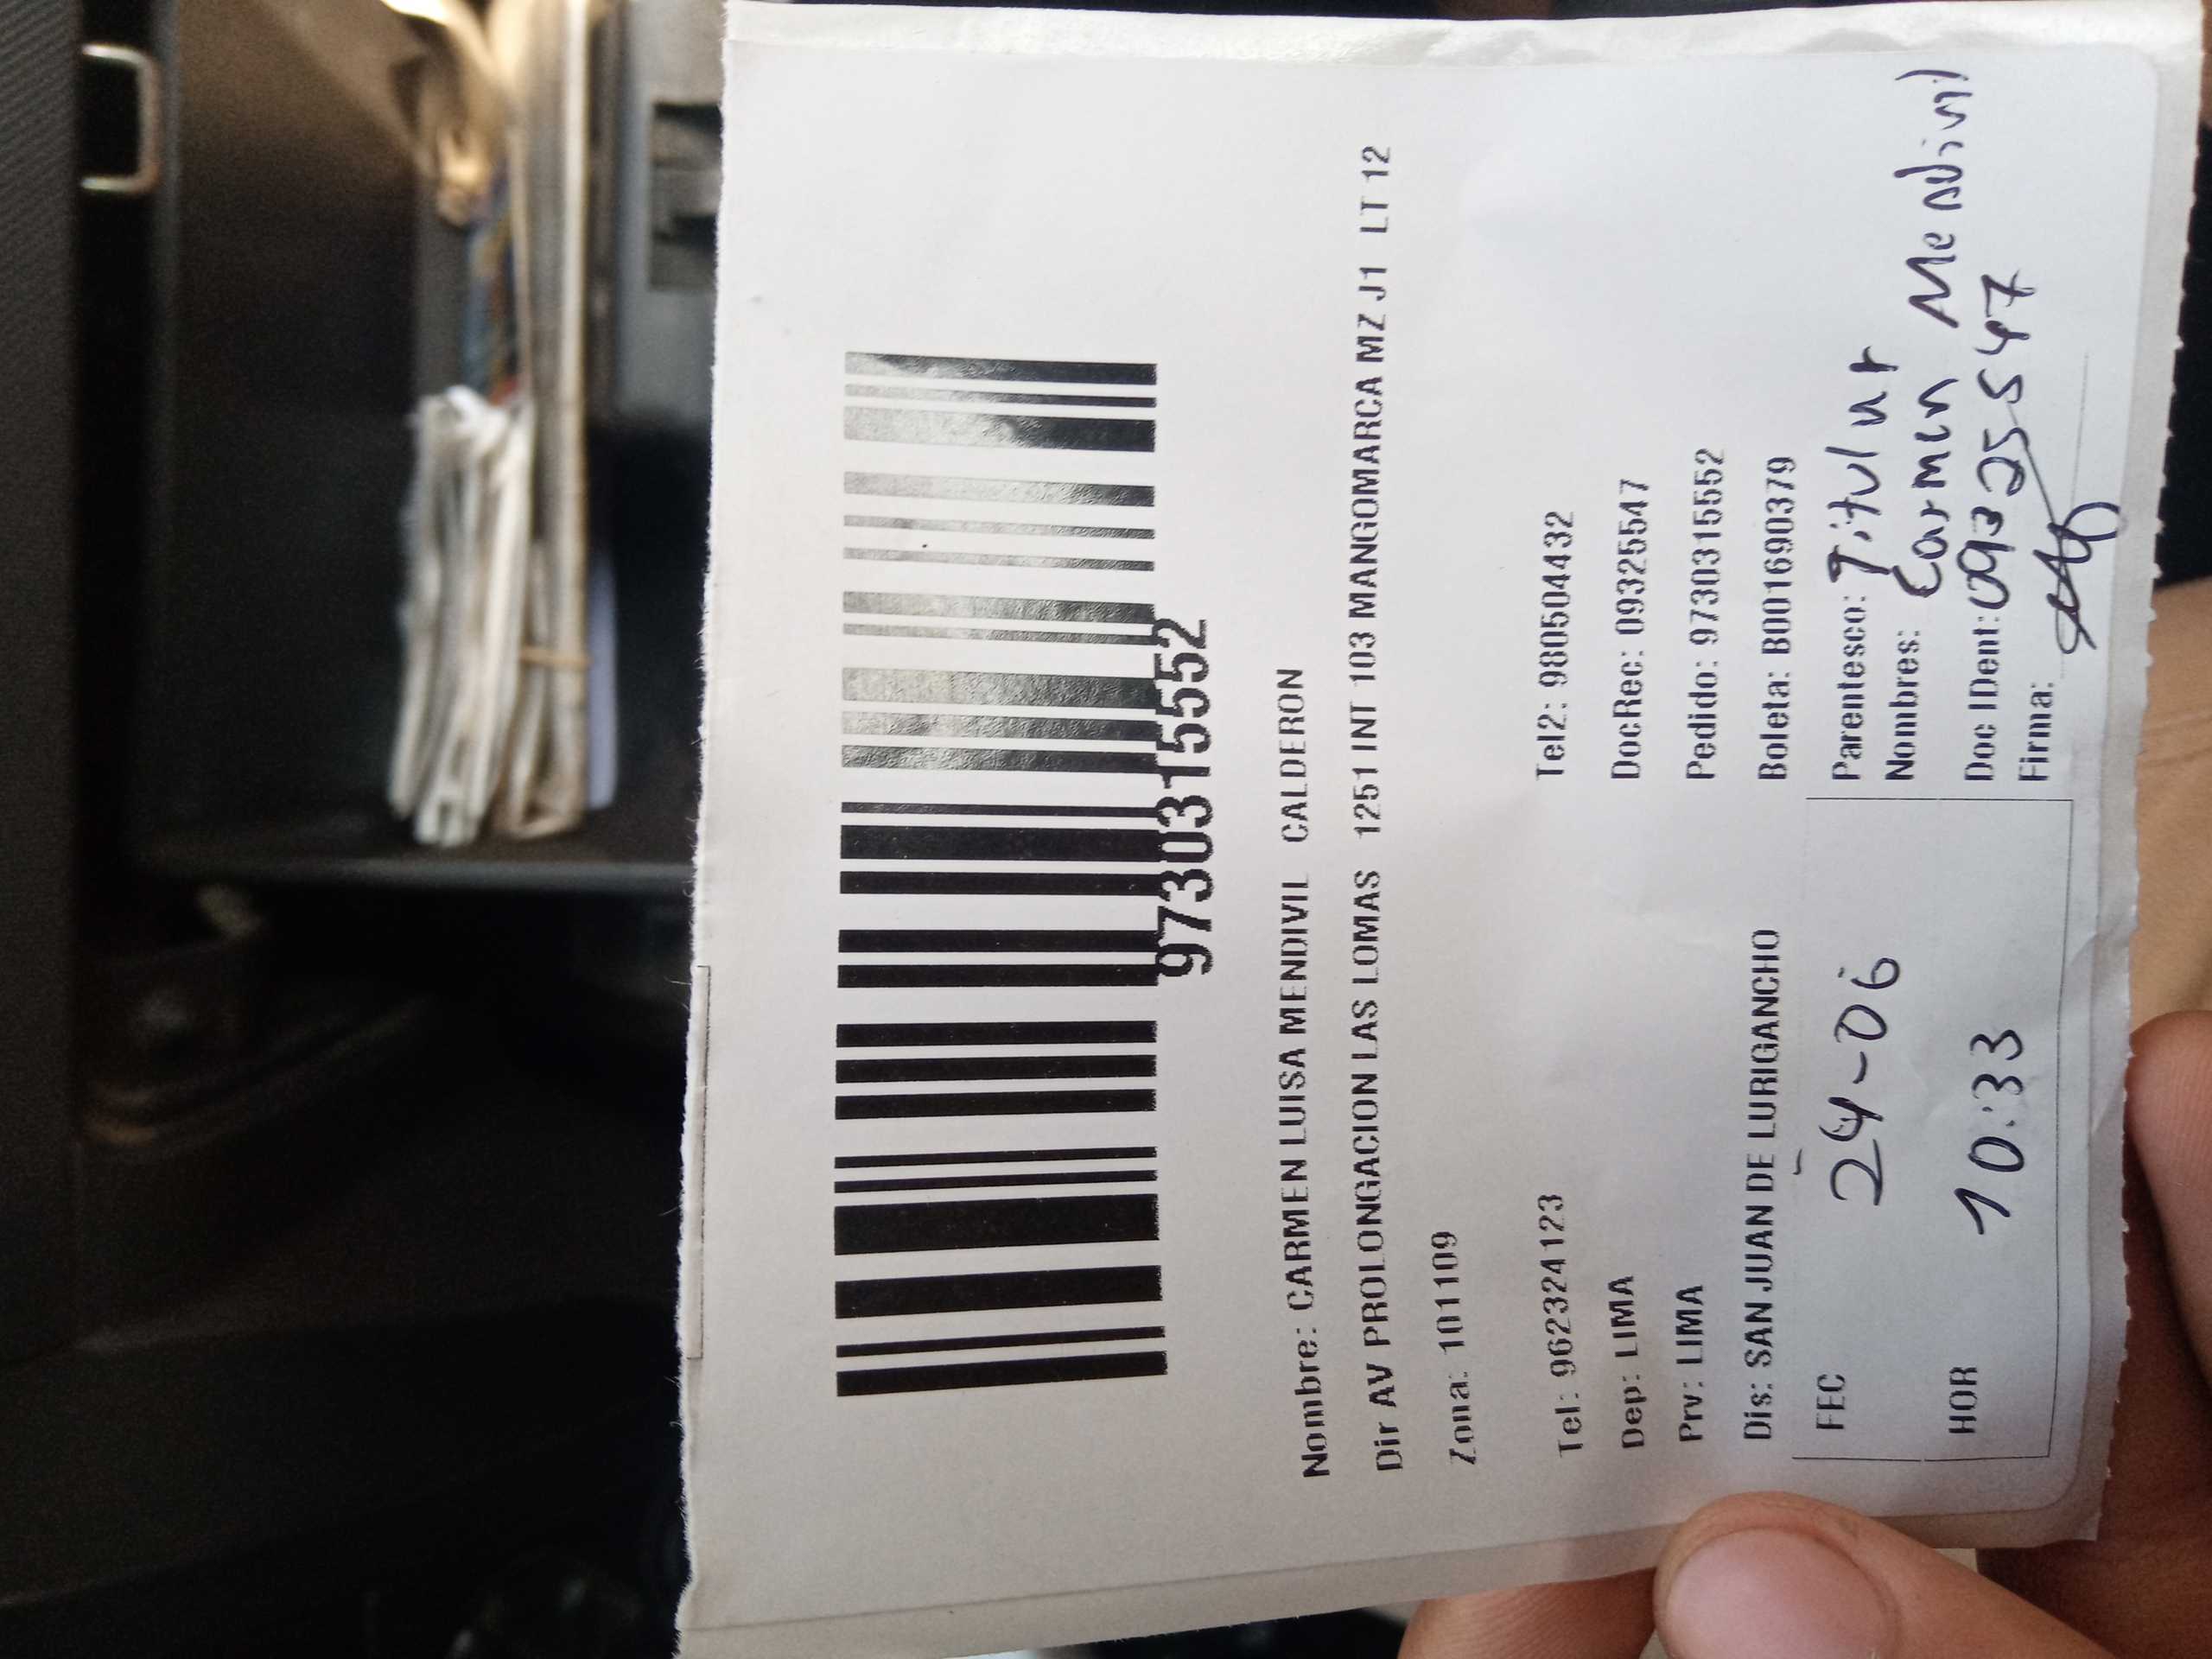 97303155​52
Nombre: CARMEN LUISA MENDIVIL CALDERON
Dir AV PROLONGACION LAS LOMAS 1251 INT 103 MANGOMARCA MZ J1 LT 12
Zona: 101109
Tel: 962324123 Tel2: 980504432
Dep: LIMA DocRec: 09325547
Prv: LIMA Pedido: 9730315552
Dis: SAN JUAN DE LURIGANCHO Boleta: B001690379
FEC 24-06 Parentesco: Titular
Nombres: Carmen Mendivil
HOR 10:33 Doc IDent: 09325547
Firma: